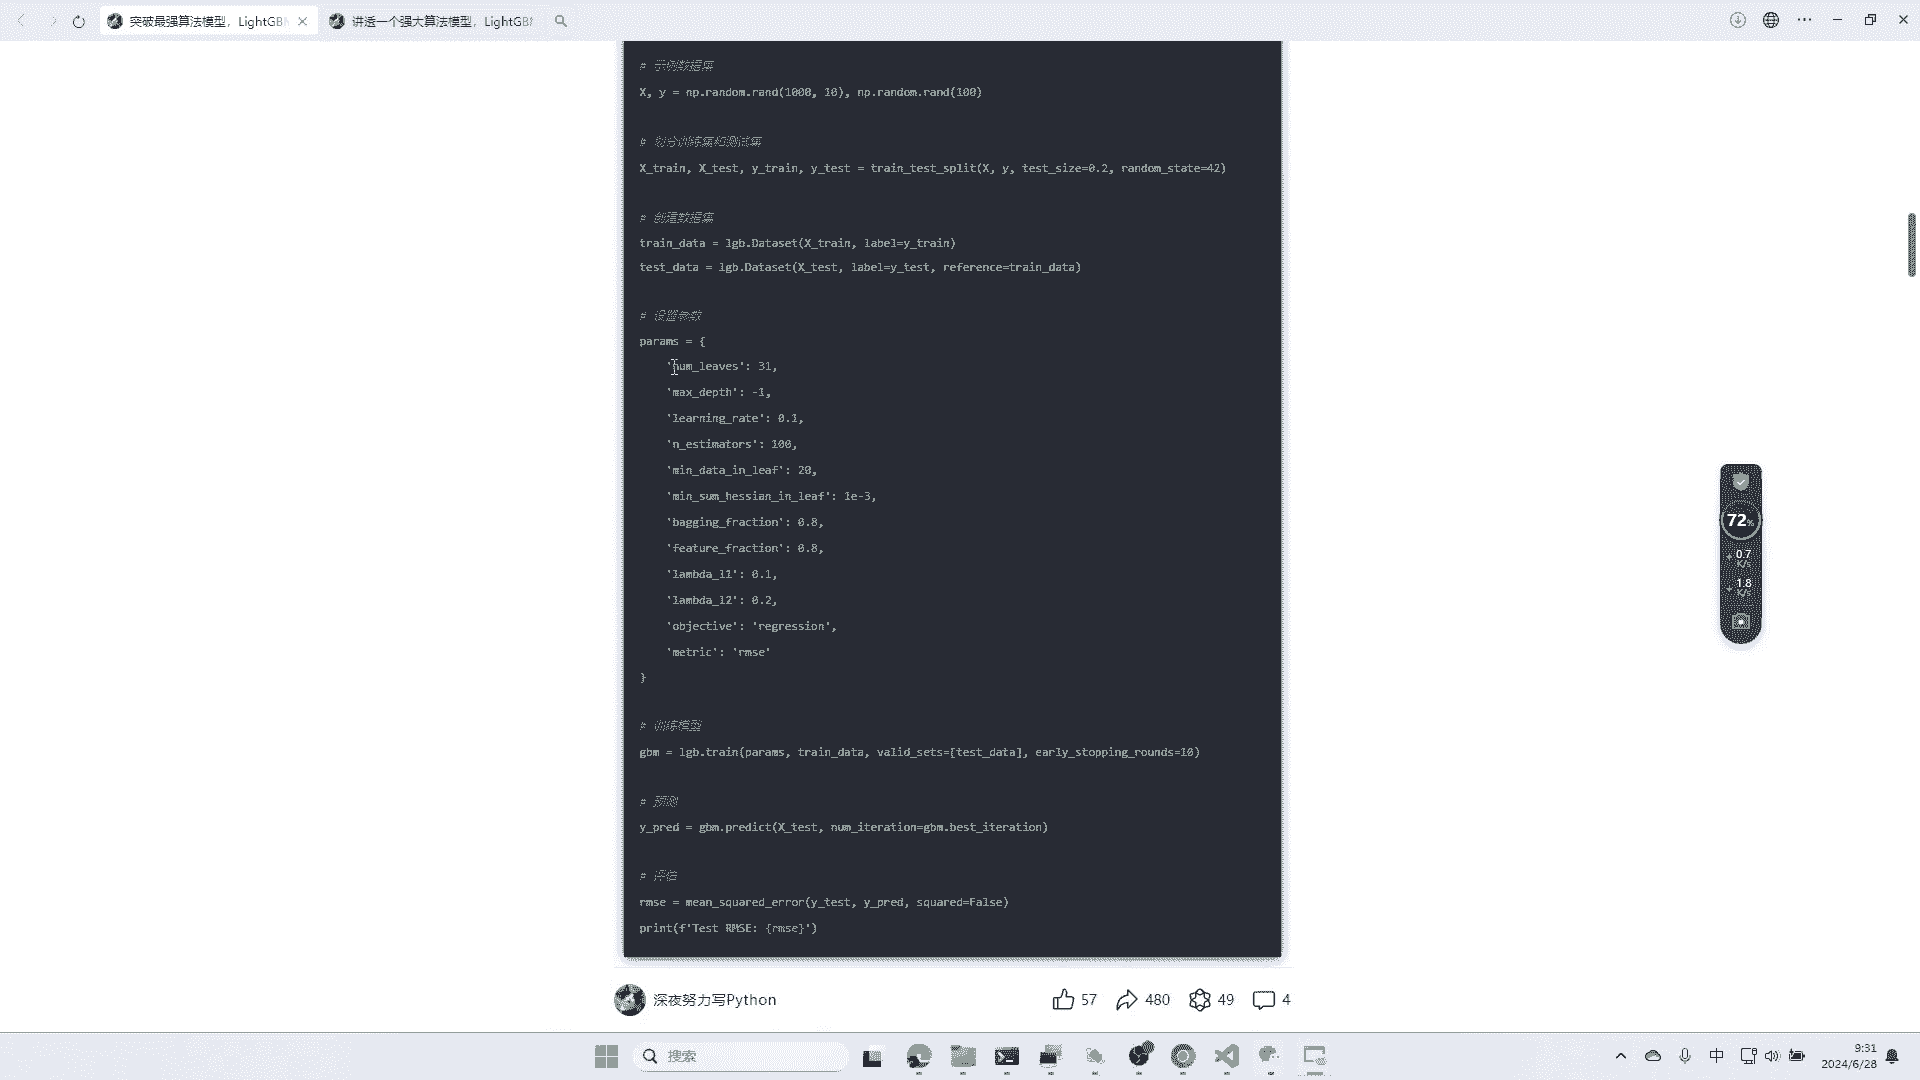 突破最强算法模型，LightGBM
讲透一个强大算法模型，LightGB
# 示例数据集
X, y = np.random.rand(1000, 10), np.random.rand(100)
# 划分训练集和测试集
X_train, X_test, y_train, y_test = train_test_split(X, y, test_size=0.2, random_state=42)
# 创建数据集
train_data = lgb.Dataset(X_train, label=y_train)
test_data = lgb.Dataset(X_test, label=y_test, reference=train_data)
# 设置参数
params = {
'num_leaves': 31,
'max_depth': -1,
'learning_rate': 0.1,
'n_estimators': 100,
'min_data_in_leaf': 20,
'min_sum_hessian_in_leaf': 1e-3,
'bagging_fraction': 0.8,
'feature_fraction': 0.8,
'lambda_l1': 0.1,
'lambda_l2': 0.2,
'objective': 'regression',
'metric': 'rmse'
}
# 训练模型
gbm = lgb.train(params, train_data, valid_sets=[test_data], early_stopping_rounds=10)
# 预测
y_pred = gbm.predict(X_test, num_iteration=gbm.best_iteration)
# 评估
rmse = mean_squared_error(y_test, y_pred, squared=False)
print(f'Test RMSE: {rmse}')
72%
0.7
K/s
1.8
K/s
深夜努力写Python
57
480
49
4
搜索
中
9:31
2024/6/28